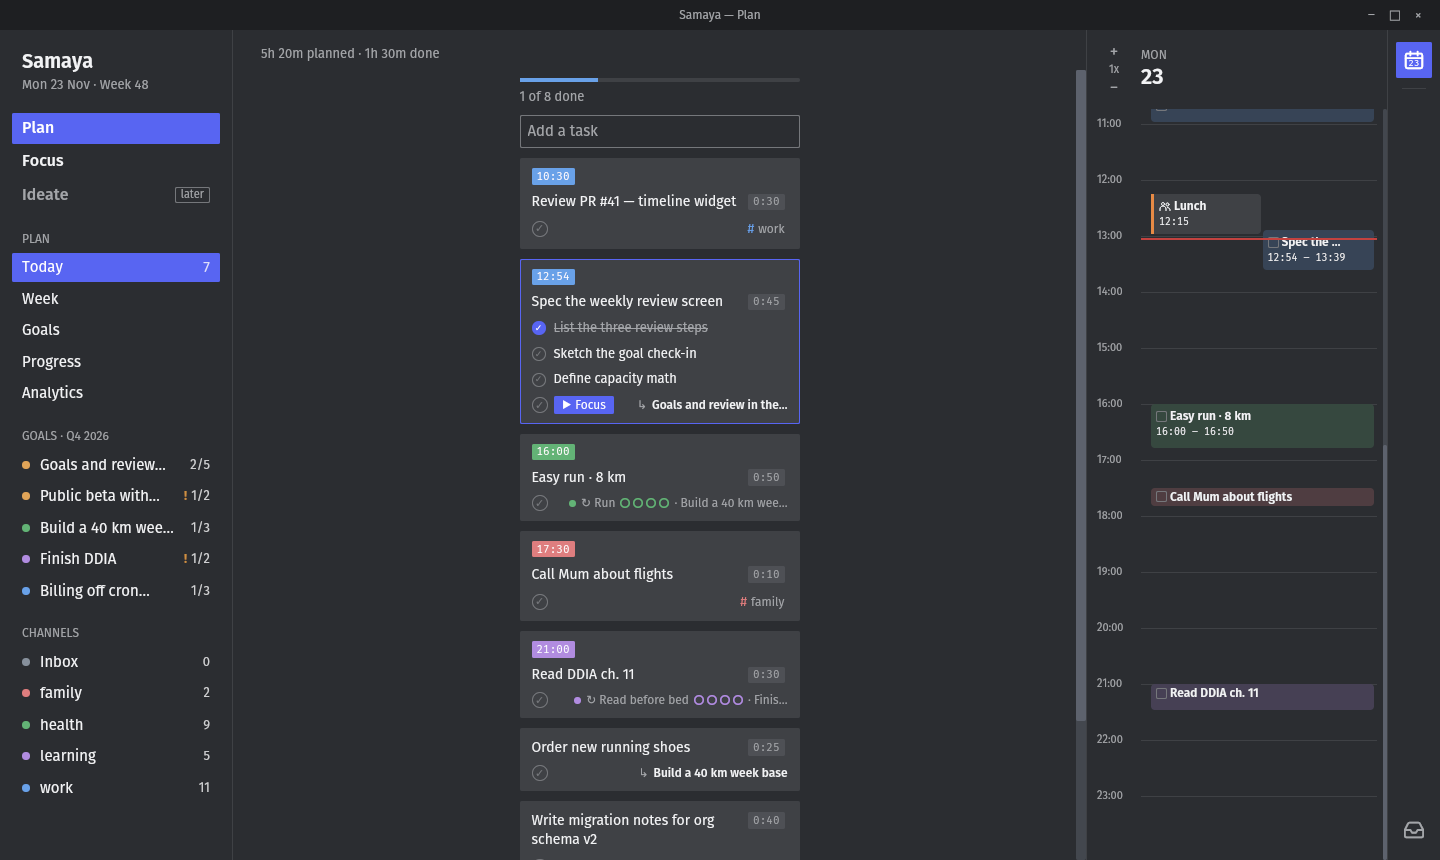 Samaya — Plan
Samaya
Mon 23 Nov · Week 48
Plan
Focus
Ideate later
PLAN
Today 7
Week
Goals
Progress
Analytics
GOALS · Q4 2026
Goals and review... 2/5
Public beta with... ! 1/2
Build a 40 km wee... 1/3
Finish DDIA ! 1/2
Billing off cron... 1/3
CHANNELS
Inbox 0
family 2
health 9
learning 5
work 11
5h 20m planned · 1h 30m done
1 of 8 done
Add a task
10:30
Review PR #41 — timeline widget 0:30
# work
12:54
Spec the weekly review screen 0:45
List the three review steps
Sketch the goal check-in
Define capacity math
Focus ↳ Goals and review in the...
16:00
Easy run · 8 km 0:50
↻ Run · Build a 40 km wee...
17:30
Call Mum about flights 0:10
# family
21:00
Read DDIA ch. 11 0:30
↻ Read before bed · Finis...
Order new running shoes 0:25
↳ Build a 40 km week base
Write migration notes for org 0:40
schema v2
+
1x
−
MON
23
11:00
12:00
Lunch
12:15
13:00
Spec the ...
12:54 – 13:39
14:00
15:00
16:00
Easy run · 8 km
16:00 – 16:50
17:00
Call Mum about flights
18:00
19:00
20:00
21:00
Read DDIA ch. 11
22:00
23:00
23